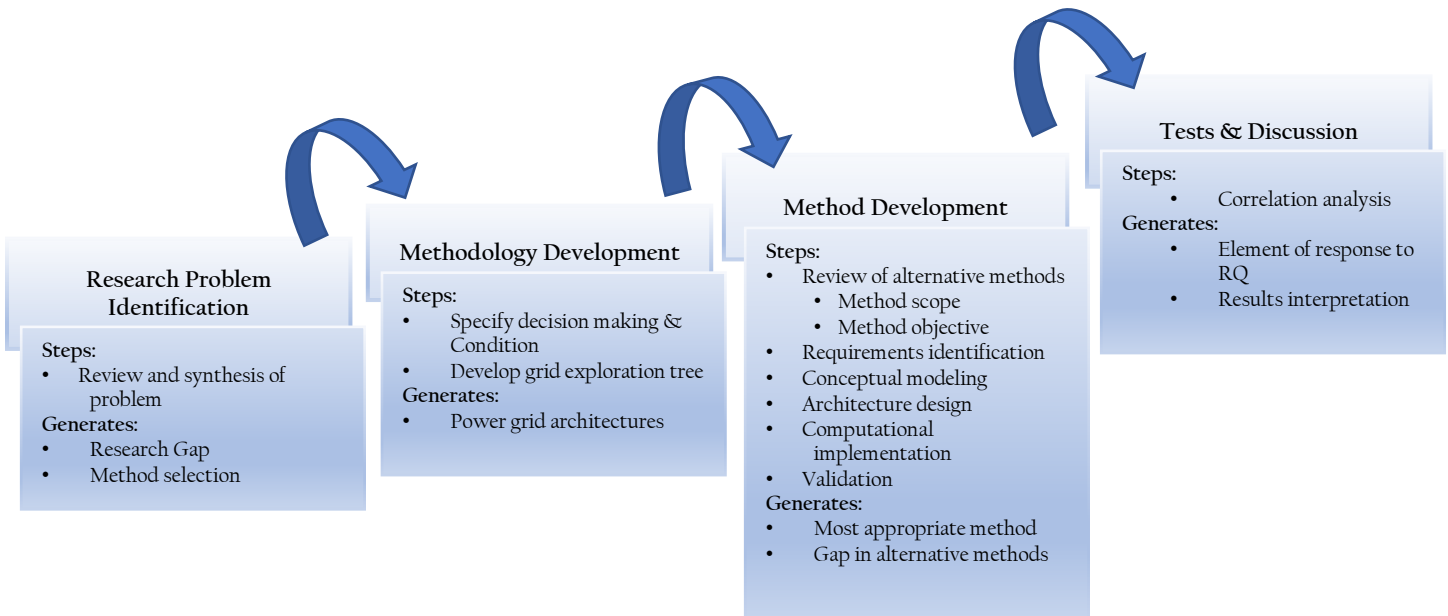 Research Problem
Identification
Steps:
• Review and synthesis of
problem
Generates:
• Research Gap
• Method selection
Methodology Development
Steps:
• Specify decision making &
Condition
• Develop grid exploration tree
Generates:
• Power grid architectures
Method Development
Steps:
• Review of alternative methods
• Method scope
• Method objective
• Requirements identification
• Conceptual modeling
• Architecture design
• Computational
implementation
• Validation
Generates:
• Most appropriate method
• Gap in alternative methods
Tests & Discussion
Steps:
• Correlation analysis
Generates:
• Element of response to
RQ
• Results interpretation